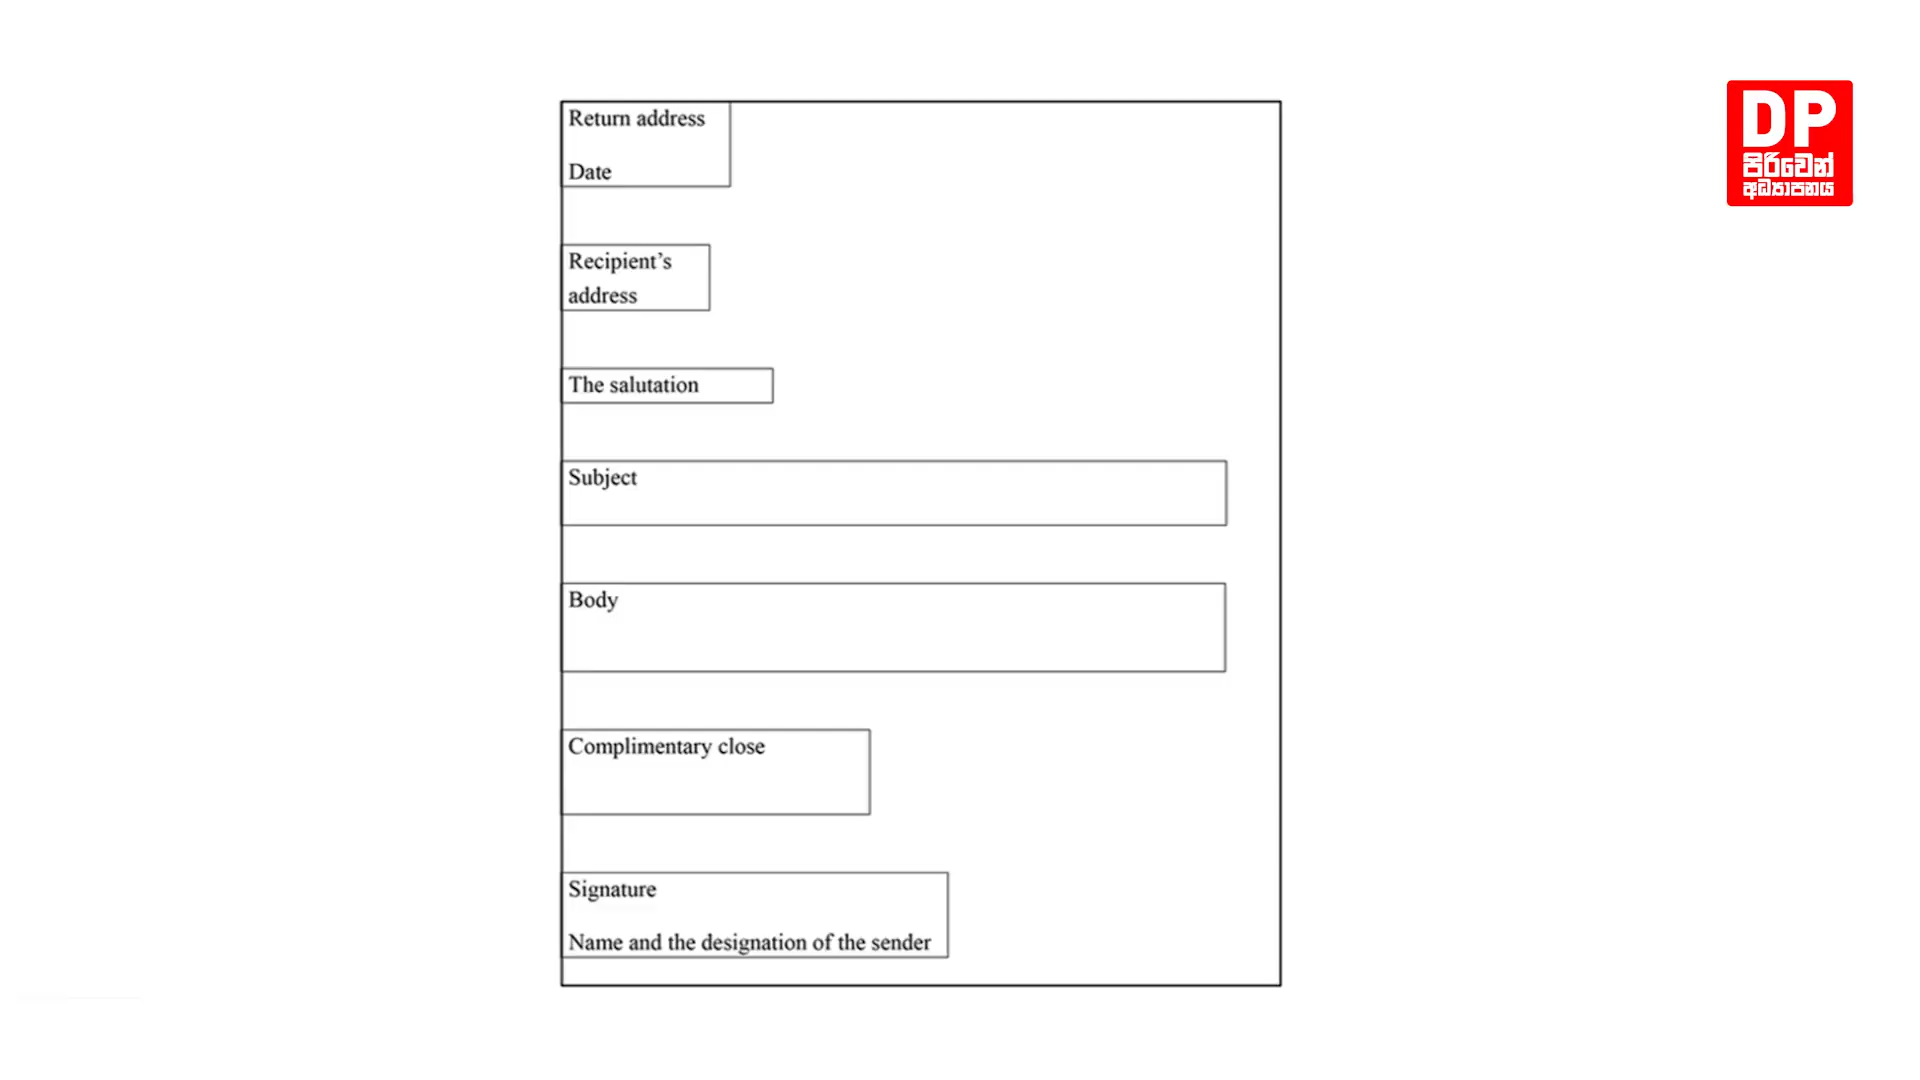 Return address
Date
Recipient’s
address
The salutation
Subject
Body
Complimentary close
Signature
Name and the designation of the sender
DP
පිරිවෙන්
අධ්‍යාපනය